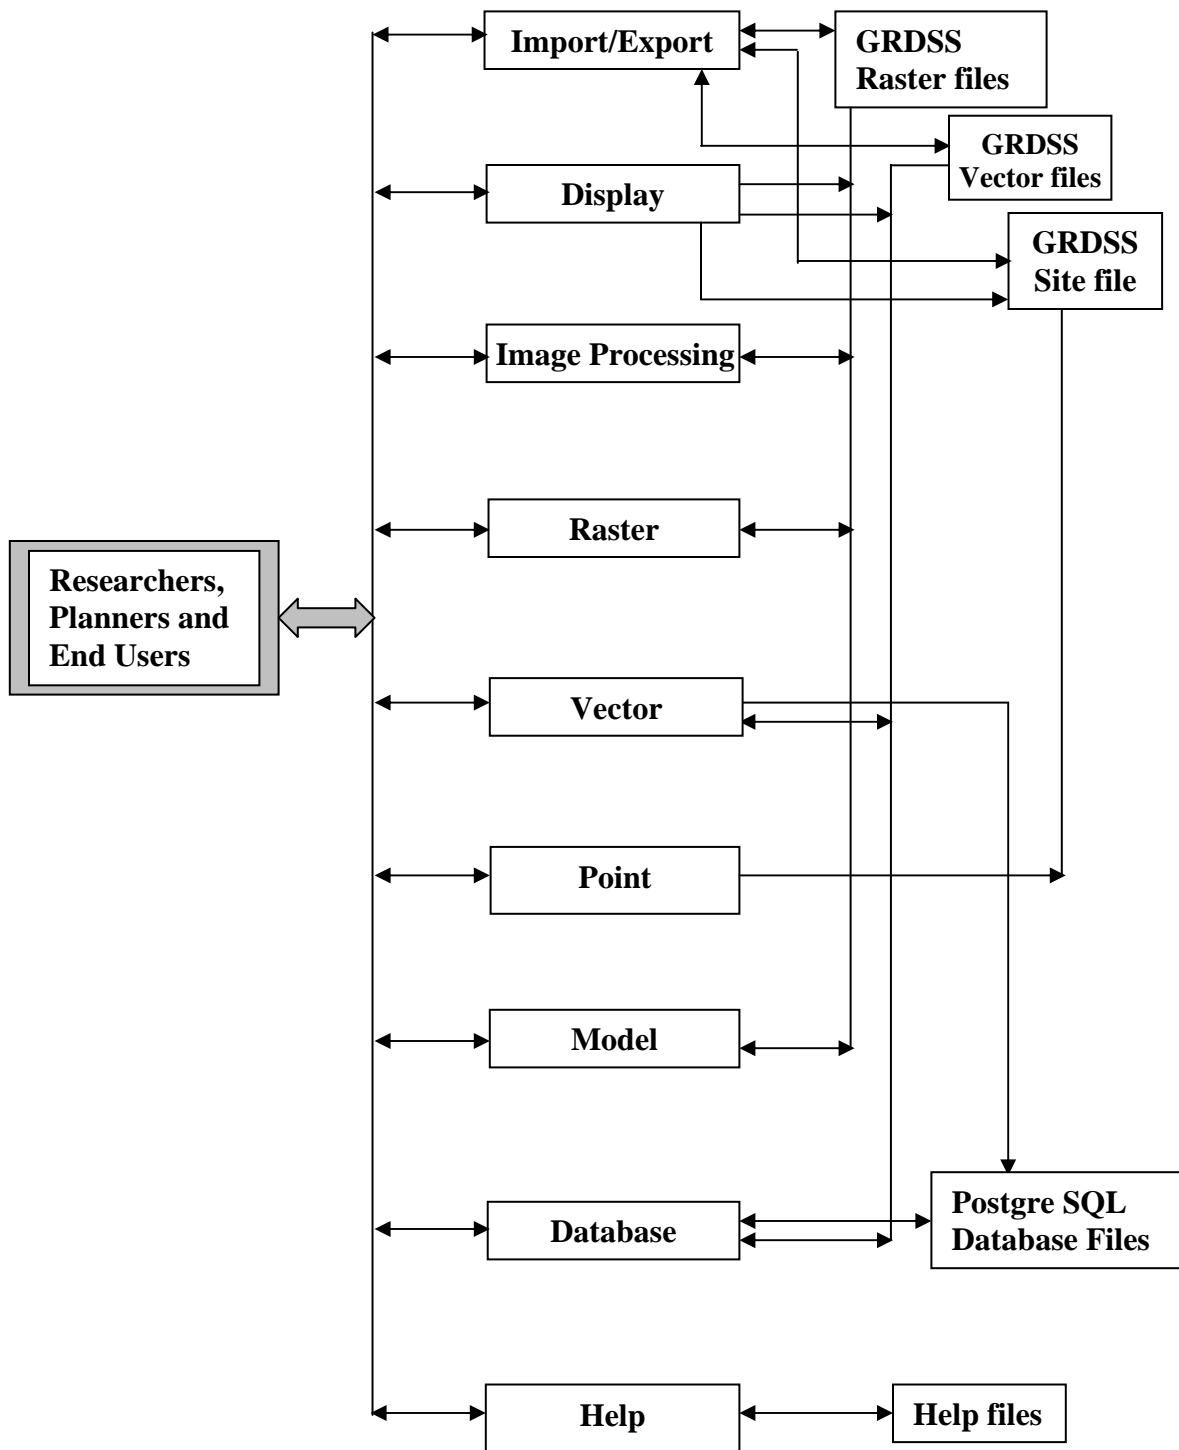 Import/Export
GRDSS
Raster files
GRDSS
Vector files
Display
GRDSS
Site file
Image Processing
Raster
Researchers,
Planners and
End Users
Vector
Point
Model
Database
Postgre SQL
Database Files
Help
Help files